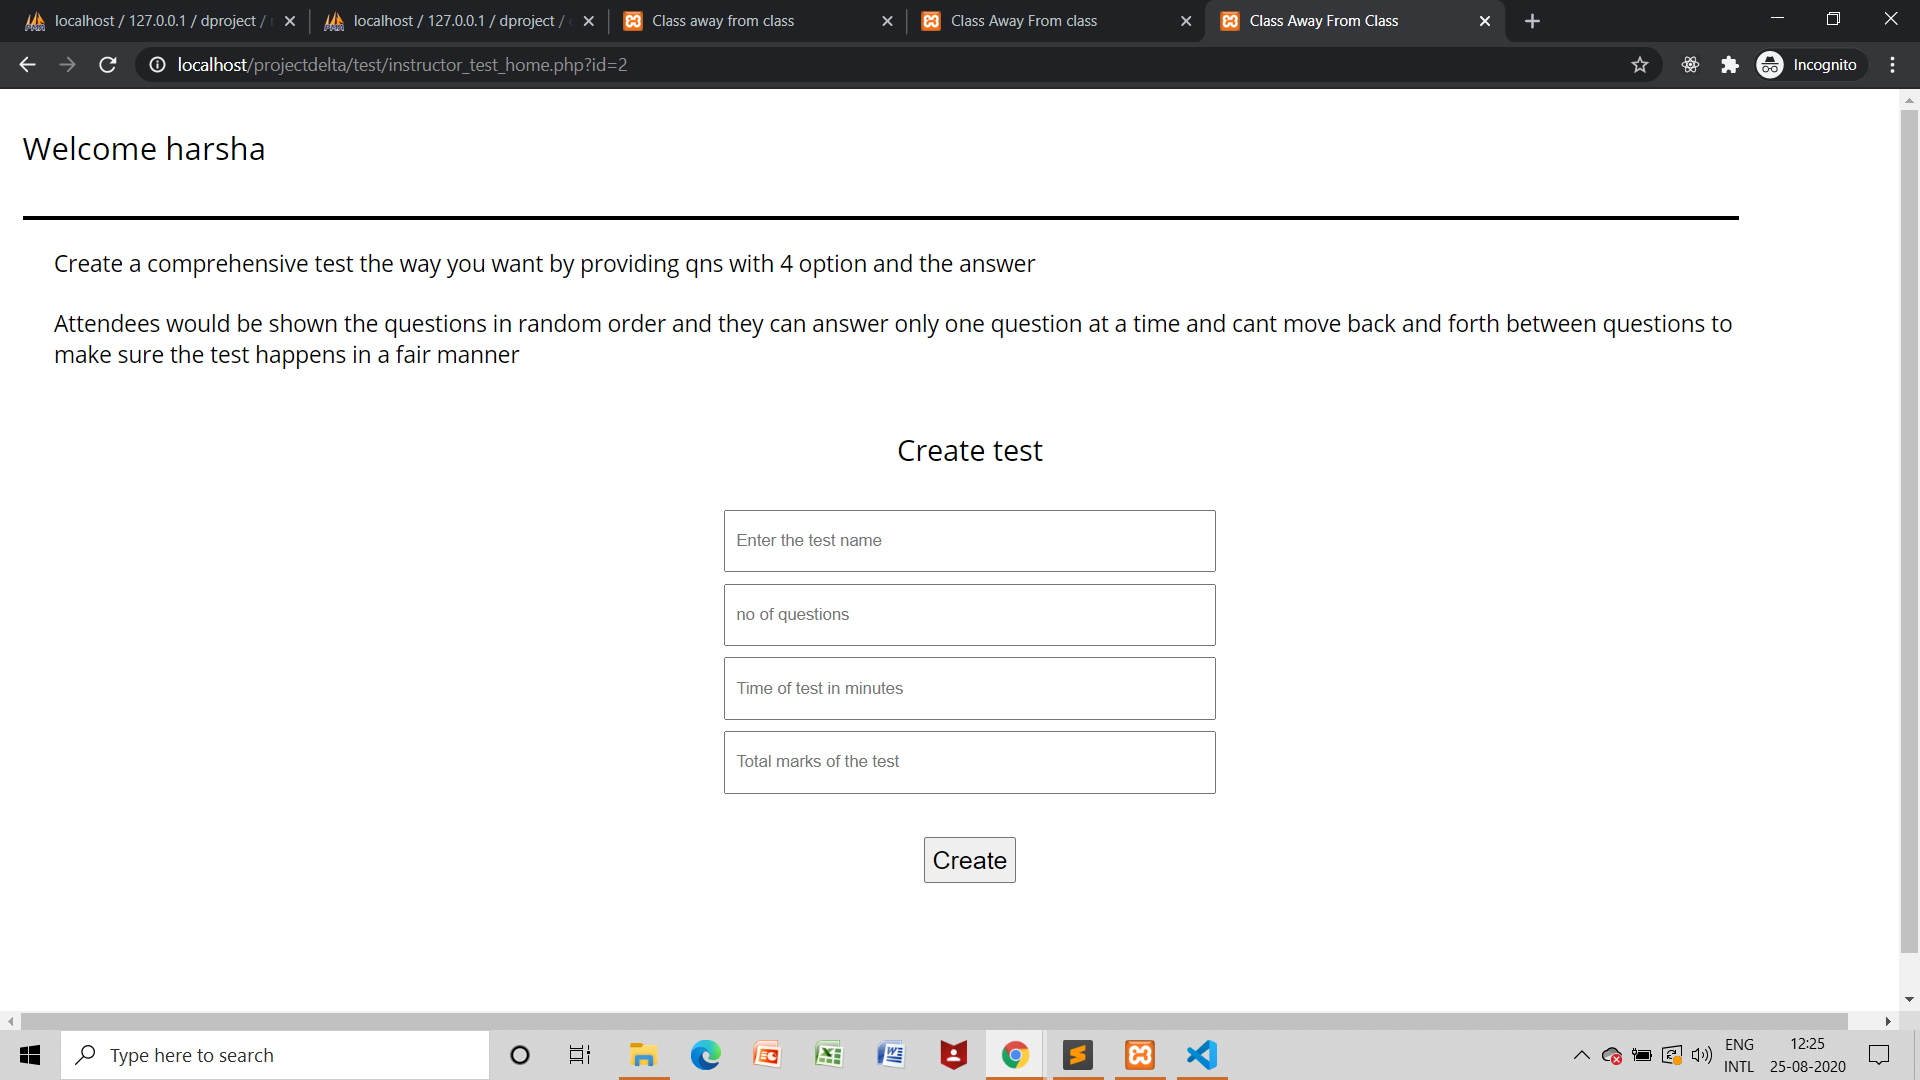 localhost / 127.0.0.1 / dproject /
localhost / 127.0.0.1 / dproject /
Class away from class
Class Away From class
Class Away From Class
localhost/projectdelta/test/instructor_test_home.php?id=2
Incognito
Welcome harsha
Create a comprehensive test the way you want by providing qns with 4 option and the answer
Attendees would be shown the questions in random order and they can answer only one question at a time and cant move back and forth between questions to
make sure the test happens in a fair manner
Create test
Enter the test name
no of questions
Time of test in minutes
Total marks of the test
Create
Type here to search
ENG
INTL
12:25
25-08-2020